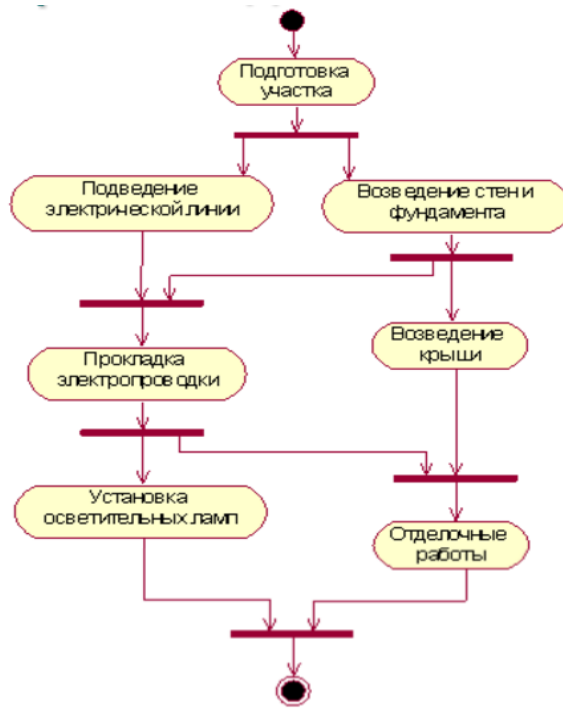 Подготовка
участка
Подведение
электрической линии
Возведение стен и
фундамента
Прокладка
электропроводки
Возведение
крыши
Установка
осветительных ламп
Отделочные
работы